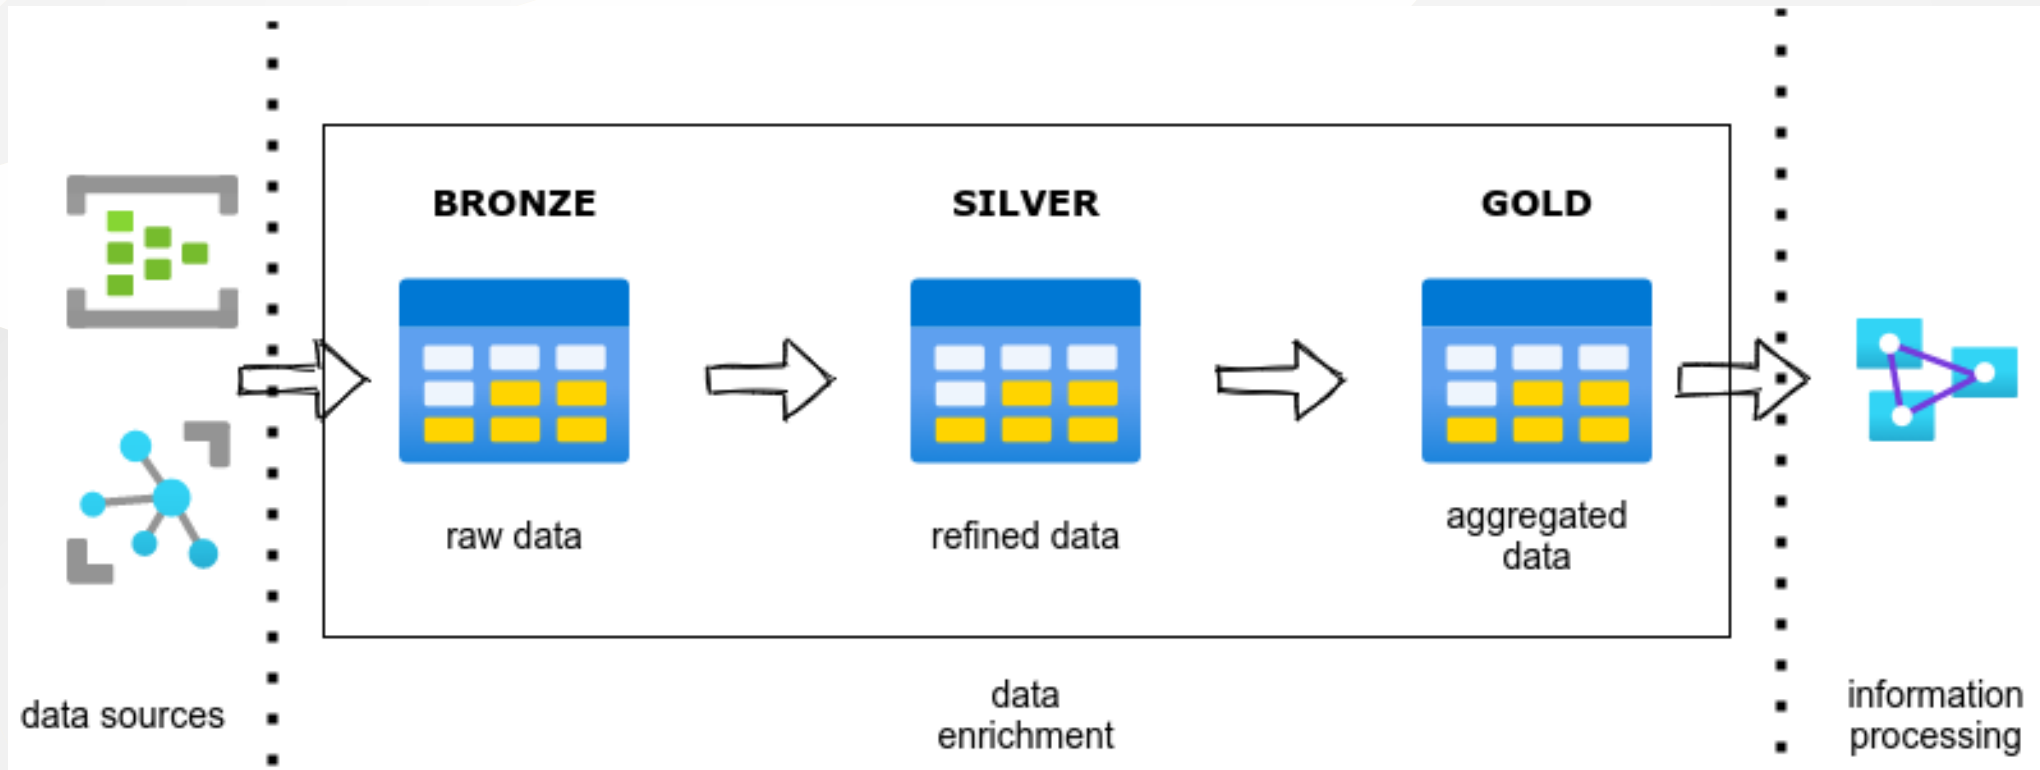 BRONZE
SILVER
GOLD
raw data
refined data
aggregated
data
data sources
data
enrichment
information
processing